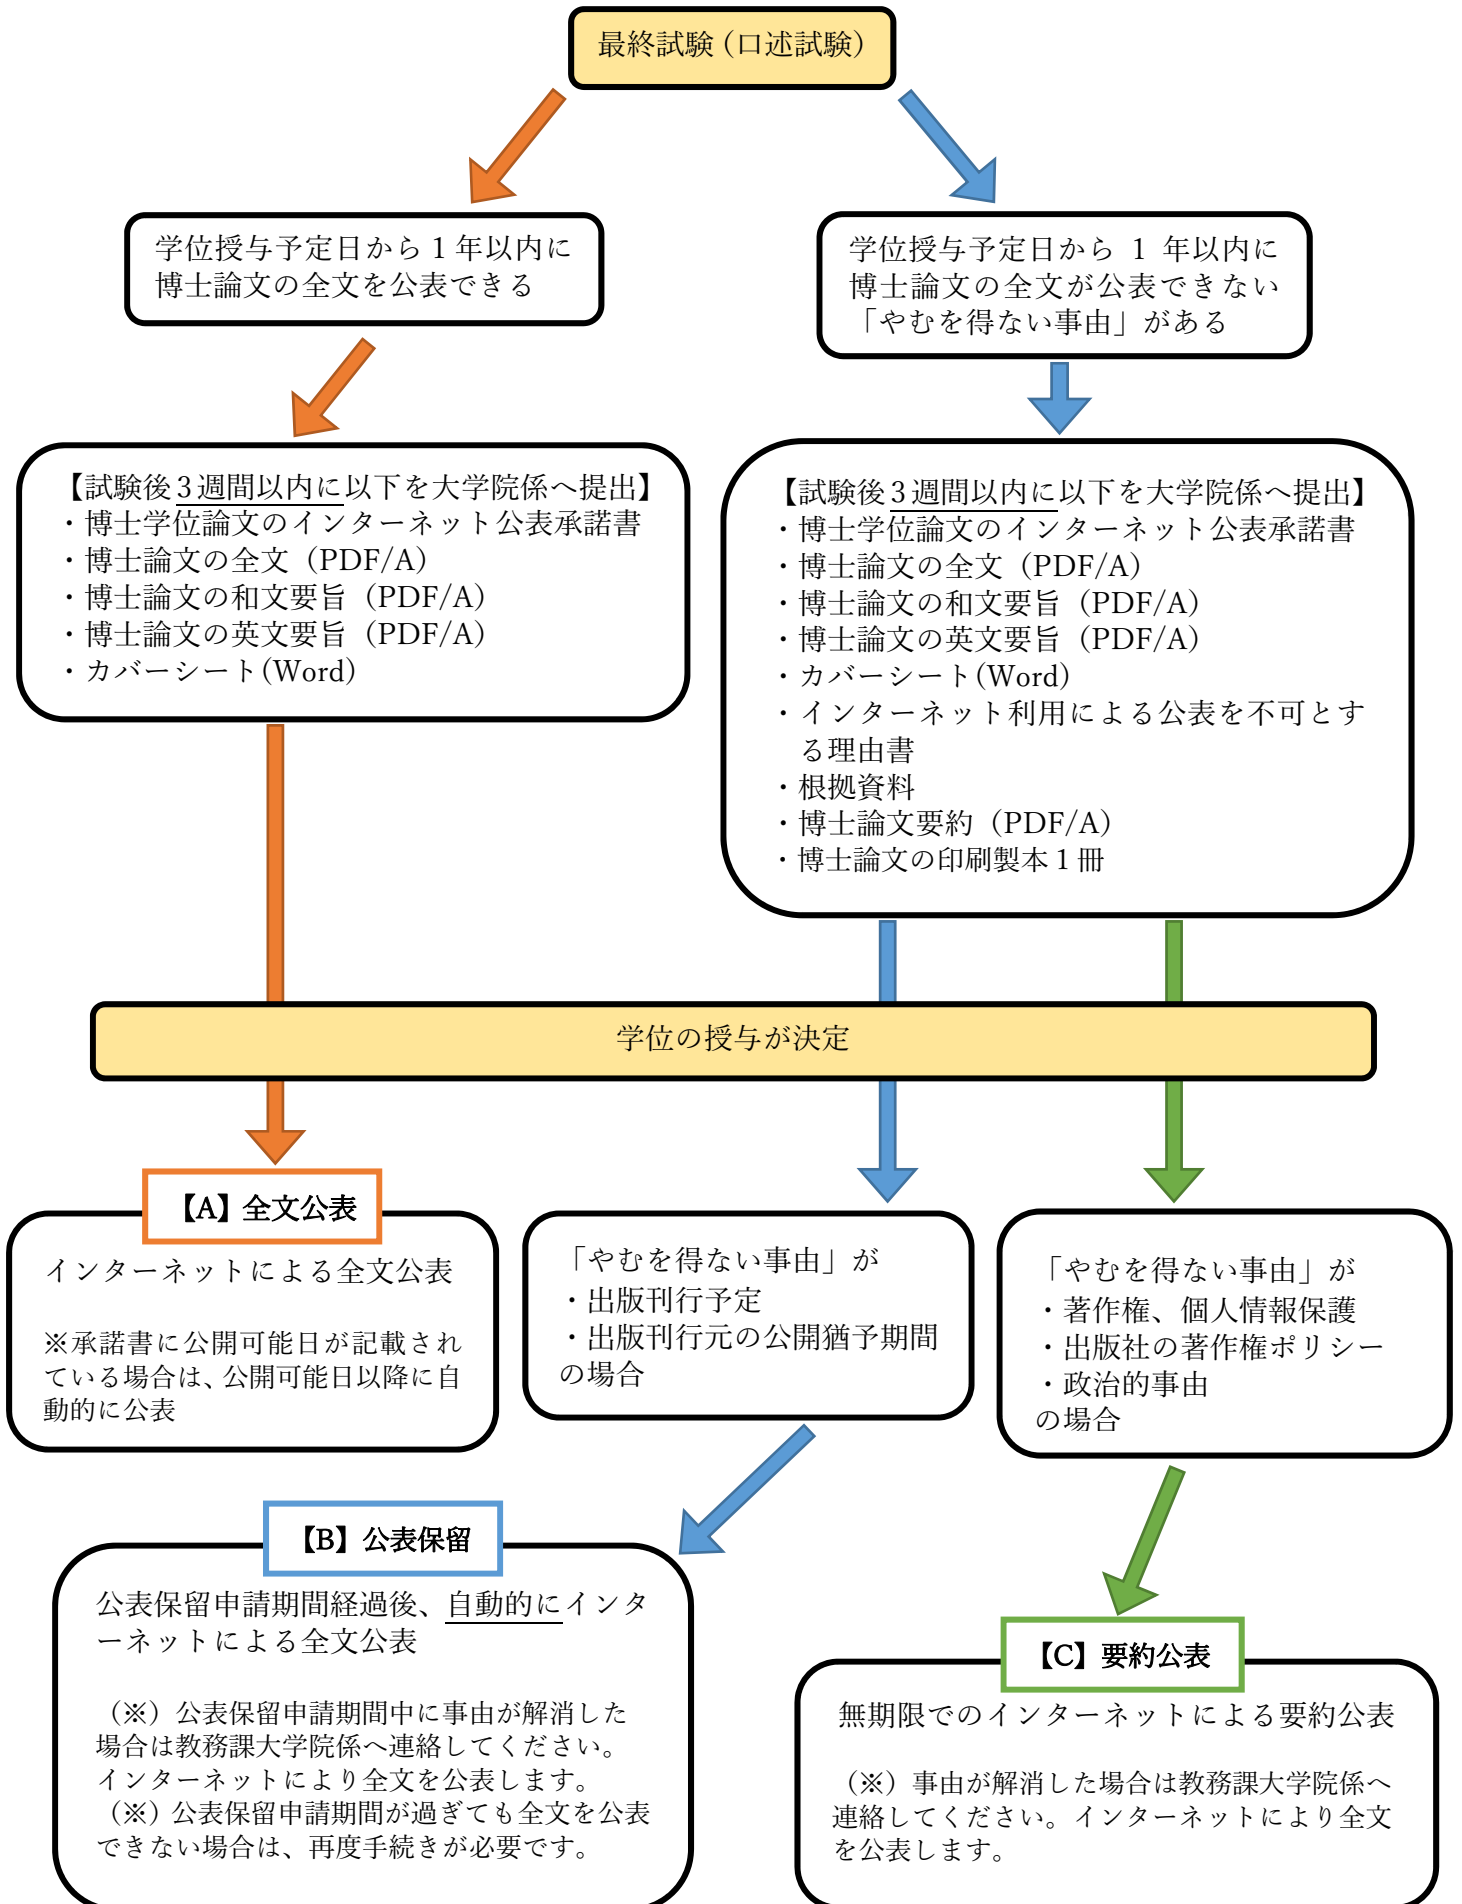 最終試験（口述試験）
学位授与予定日から１年以内に
博士論文の全文を公表できる
学位授与予定日から 1 年以内に
博士論文の全文が公表できない
「やむを得ない事由」がある
【試験後３週間以内に以下を大学院係へ提出】
・博士学位論文のインターネット公表承諾書
・博士論文の全文（PDF/A）
・博士論文の和文要旨（PDF/A）
・博士論文の英文要旨（PDF/A）
・カバーシート(Word)
【試験後３週間以内に以下を大学院係へ提出】
・博士学位論文のインターネット公表承諾書
・博士論文の全文（PDF/A）
・博士論文の和文要旨（PDF/A）
・博士論文の英文要旨（PDF/A）
・カバーシート(Word)
・インターネット利用による公表を不可とす
る理由書
・根拠資料
・博士論文要約（PDF/A）
・博士論文の印刷製本１冊
学位の授与が決定
【A】全文公表
インターネットによる全文公表
※承諾書に公開可能日が記載され
ている場合は、公開可能日以降に自
動的に公表
「やむを得ない事由」が
・出版刊行予定
・出版刊行元の公開猶予期間
の場合
「やむを得ない事由」が
・著作権、個人情報保護
・出版社の著作権ポリシー
・政治的事由
の場合
【B】公表保留
公表保留申請期間経過後、自動的にインタ
ーネットによる全文公表
（※）公表保留申請期間中に事由が解消した
場合は教務課大学院係へ連絡してください。
インターネットにより全文を公表します。
（※）公表保留申請期間が過ぎても全文を公表
できない場合は、再度手続きが必要です。
【C】要約公表
無期限でのインターネットによる要約公表
（※）事由が解消した場合は教務課大学院係へ
連絡してください。インターネットにより全文
を公表します。